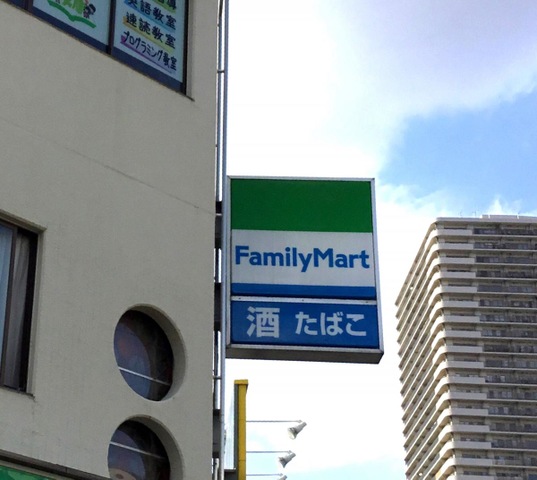 英語教室
速読教室
プログラミング教室
FamilyMart
酒 たばこ